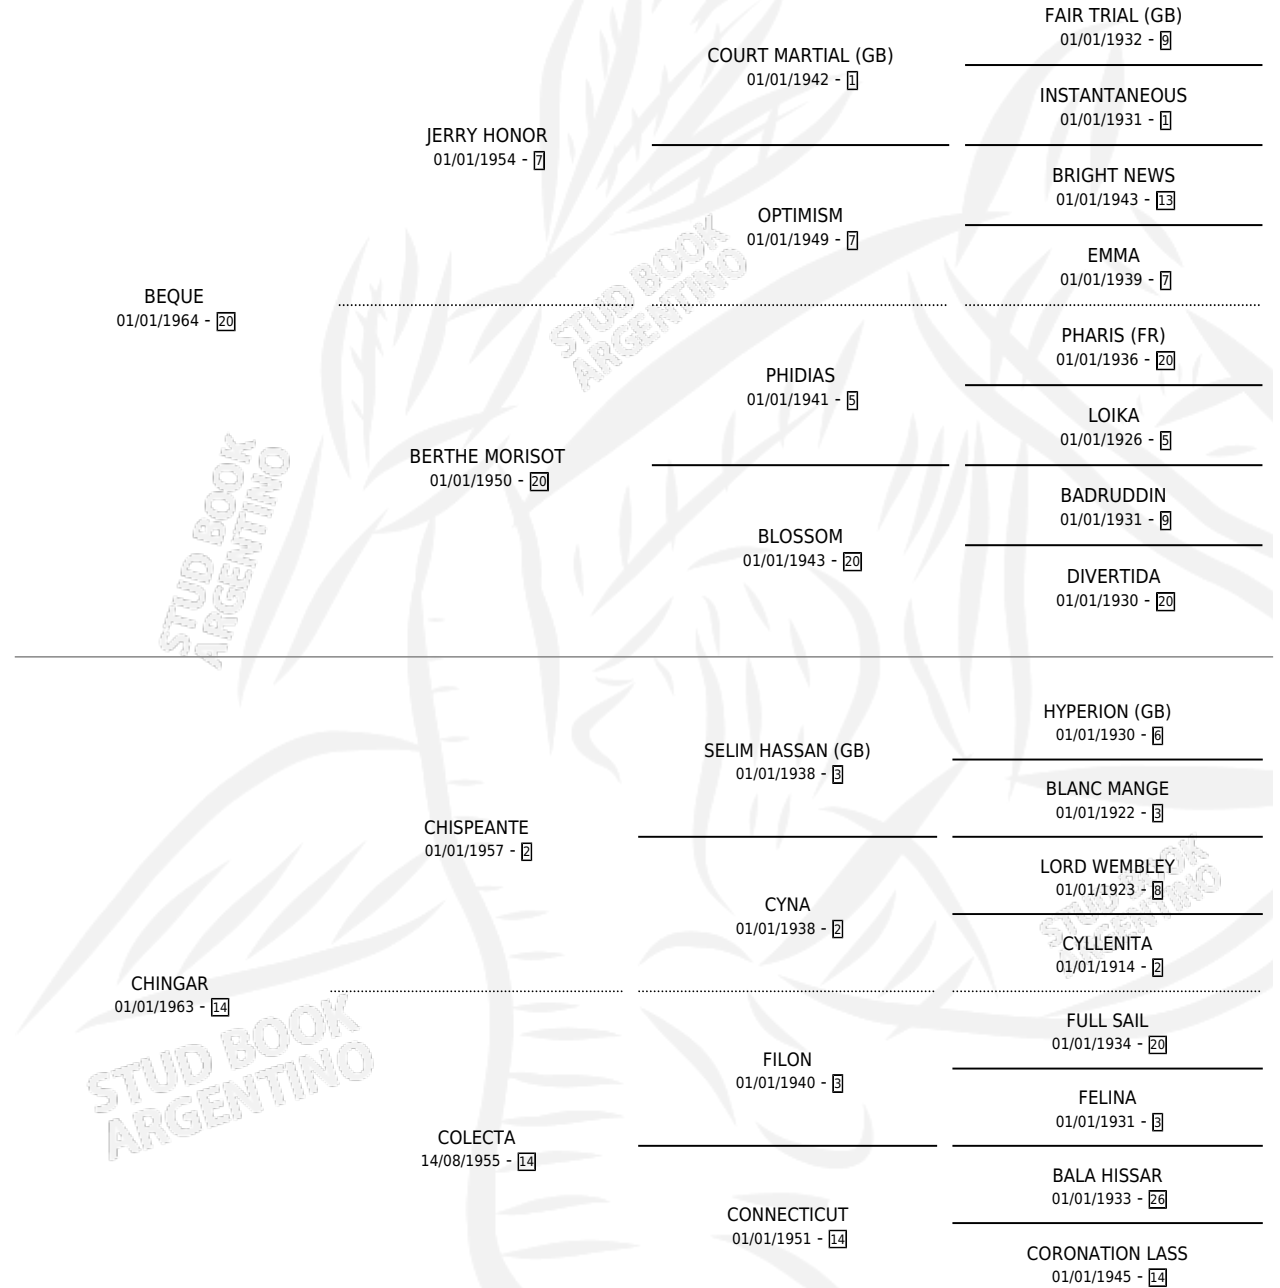 FAIR TRIAL (GB)
01/01/1932 - 9
COURT MARTIAL (GB)
01/01/1942 - 1
INSTANTANEOUS
01/01/1931 - 1
JERRY HONOR
01/01/1954 - 7
BRIGHT NEWS
01/01/1943 - 13
OPTIMISM
01/01/1949 - 7
EMMA
01/01/1939 - 7
BEQUE
01/01/1964 - 20
PHARIS (FR)
01/01/1936 - 20
PHIDIAS
01/01/1941 - 5
LOIKA
01/01/1926 - 5
BERTHE MORISOT
01/01/1950 - 20
BADRUDDIN
01/01/1931 - 9
BLOSSOM
01/01/1943 - 20
DIVERTIDA
01/01/1930 - 20
HYPERION (GB)
01/01/1930 - 6
SELIM HASSAN (GB)
01/01/1938 - 3
BLANC MANGE
01/01/1922 - 3
CHISPEANTE
01/01/1957 - 2
LORD WEMBLEY
01/01/1923 - 8
CYNA
01/01/1938 - 2
CYLLENITA
01/01/1914 - 2
CHINGAR
01/01/1963 - 14
FULL SAIL
01/01/1934 - 20
FILON
01/01/1940 - 3
FELINA
01/01/1931 - 3
COLECTA
14/08/1955 - 14
BALA HISSAR
01/01/1933 - 26
CONNECTICUT
01/01/1951 - 14
CORONATION LASS
01/01/1945 - 14
STUD BOOK
ARGENTINO
STUD BOOK
ARGENTINO
STUD BOOK
ARGENTINO
STUD BOOK
ARGENTINO